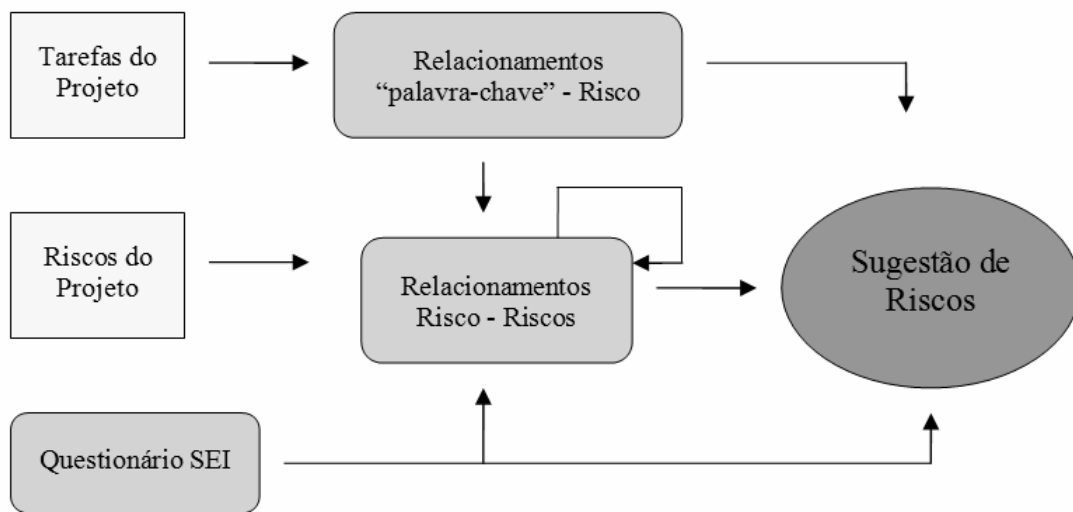 Tarefas do
Projeto
Relacionamentos
“palavra-chave” - Risco
Riscos do
Projeto
Relacionamentos
Risco - Riscos
Sugestão de
Riscos
Questionário SEI